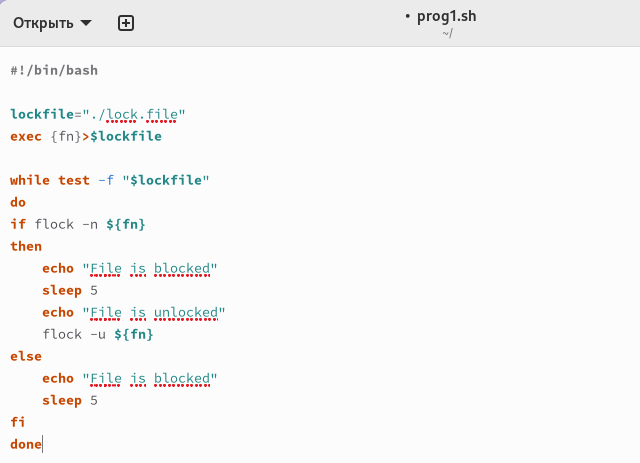 Открыть
• prog1.sh
~/
#!/bin/bash
lockfile="./lock.file"
exec {fn}>$lockfile
while test -f "$lockfile"
do
if flock -n ${fn}
then
    echo "File is blocked"
    sleep 5
    echo "File is unlocked"
    flock -u ${fn}
else
    echo "File is blocked"
    sleep 5
fi
done